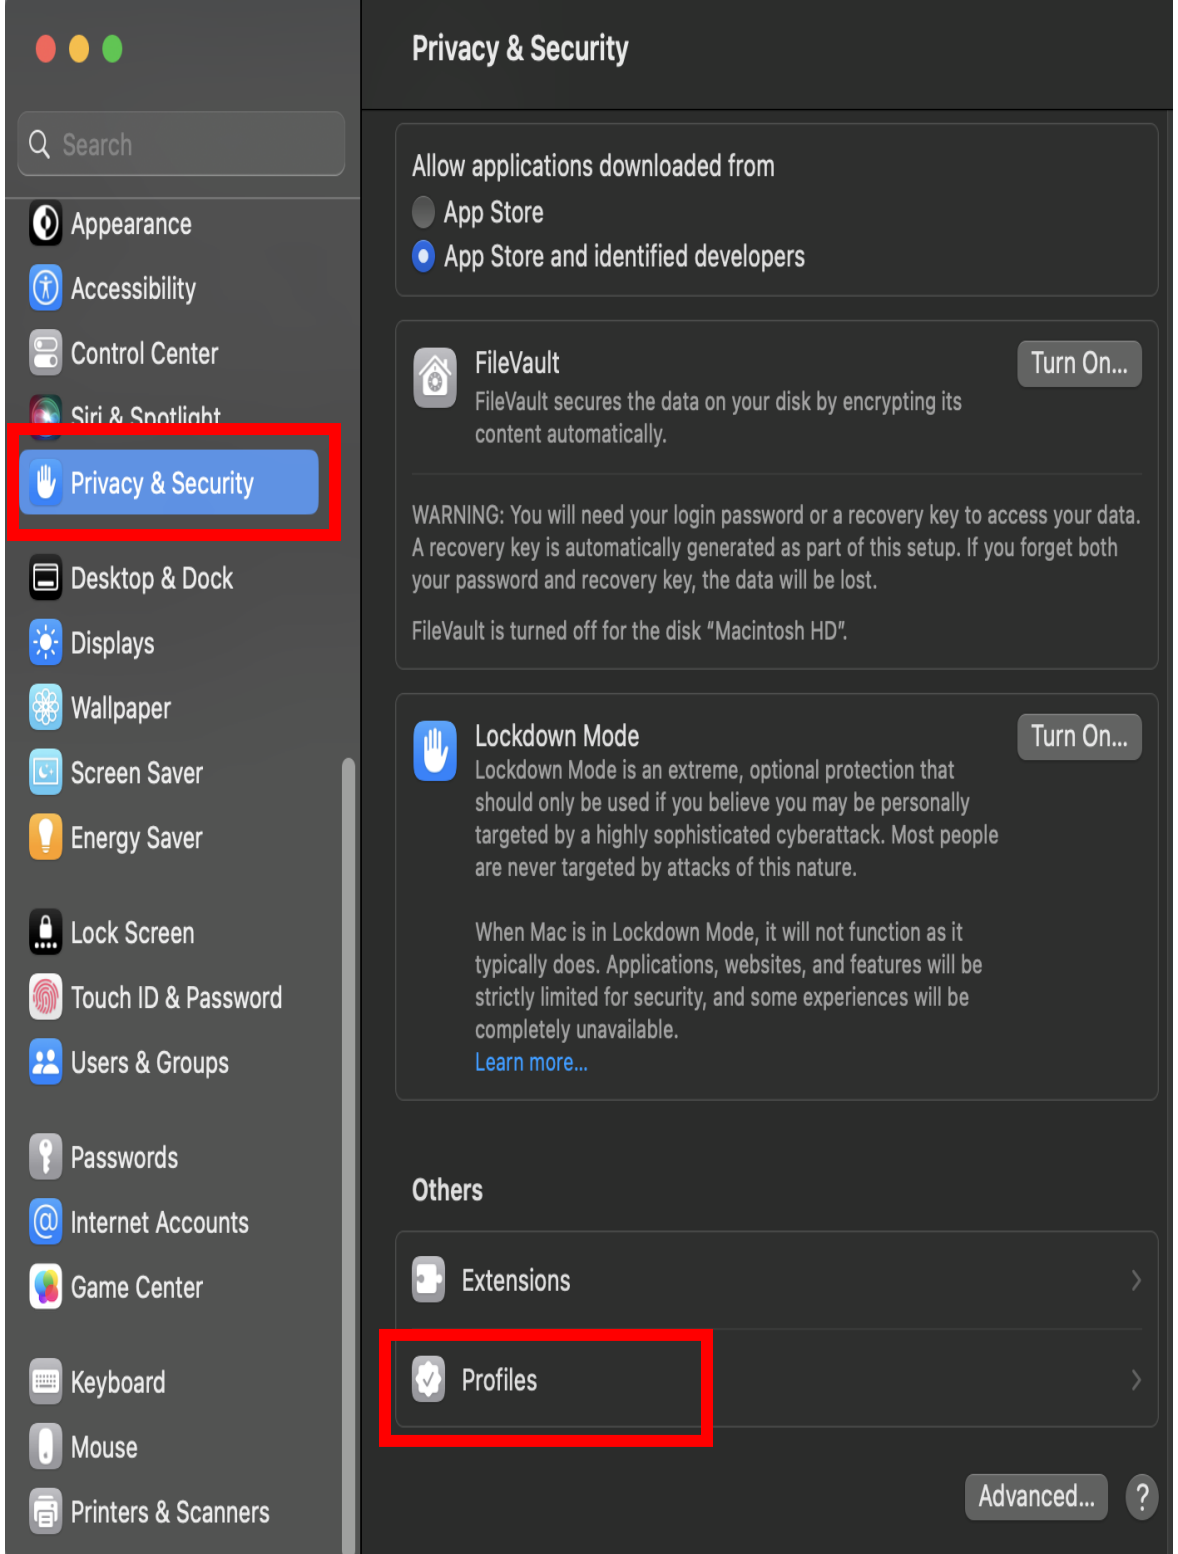 Privacy & Security
Search
Appearance
Accessibility
Control Center
Siri & Spotlight
Privacy & Security
Desktop & Dock
Displays
Wallpaper
Screen Saver
Energy Saver
Lock Screen
Touch ID & Password
Users & Groups
Passwords
Internet Accounts
Game Center
Keyboard
Mouse
Printers & Scanners
Allow applications downloaded from
App Store
App Store and identified developers
FileVault
Turn On...
FileVault secures the data on your disk by encrypting its
content automatically.
WARNING: You will need your login password or a recovery key to access your data.
A recovery key is automatically generated as part of this setup. If you forget both
your password and recovery key, the data will be lost.
FileVault is turned off for the disk “Macintosh HD”.
Lockdown Mode
Turn On...
Lockdown Mode is an extreme, optional protection that
should only be used if you believe you may be personally
targeted by a highly sophisticated cyberattack. Most people
are never targeted by attacks of this nature.
When Mac is in Lockdown Mode, it will not function as it
typically does. Applications, websites, and features will be
strictly limited for security, and some experiences will be
completely unavailable.
Learn more...
Others
Extensions
Profiles
Advanced...
?